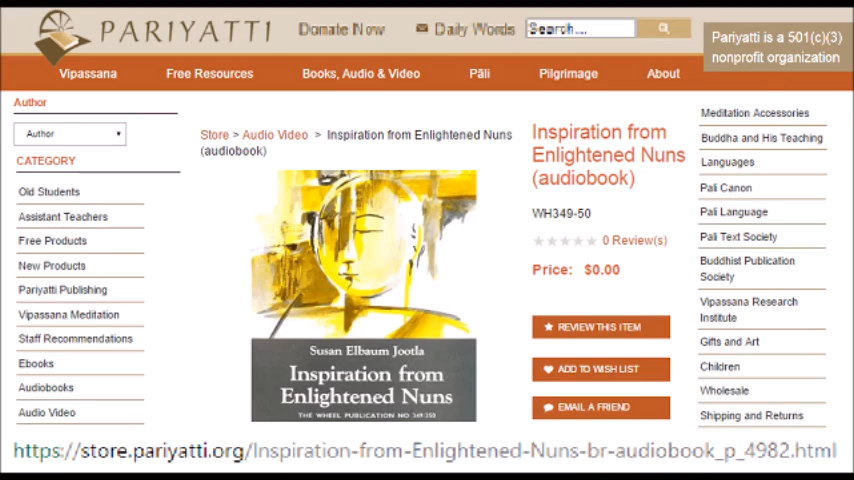 PARIYATTI
Donate Now
Daily Words
Search...
Pariyatti is a 501(c)(3)
nonprofit organization
Vipassana
Free Resources
Books, Audio & Video
Pāli
Pilgrimage
About
Author
Author
CATEGORY
Old Students
Assistant Teachers
Free Products
New Products
Pariyatti Publishing
Vipassana Meditation
Staff Recommendations
Ebooks
Audiobooks
Audio Video
Store > Audio Video > Inspiration from Enlightened Nuns
(audiobook)
Susan Elbaum Jootla
Inspiration from
Enlightened Nuns
THE WHEEL PUBLICATION NO 349/350
Inspiration from
Enlightened Nuns
(audiobook)
WH349-50
0 Review(s)
Price: $0.00
REVIEW THIS ITEM
ADD TO WISH LIST
EMAIL A FRIEND
Meditation Accessories
Buddha and His Teaching
Languages
Pali Canon
Pali Language
Pali Text Society
Buddhist Publication
Society
Vipassana Research
Institute
Gifts and Art
Children
Wholesale
Shipping and Returns
https://store.pariyatti.org/Inspiration-from-Enlightened-Nuns-br-audiobook_p_4982.html